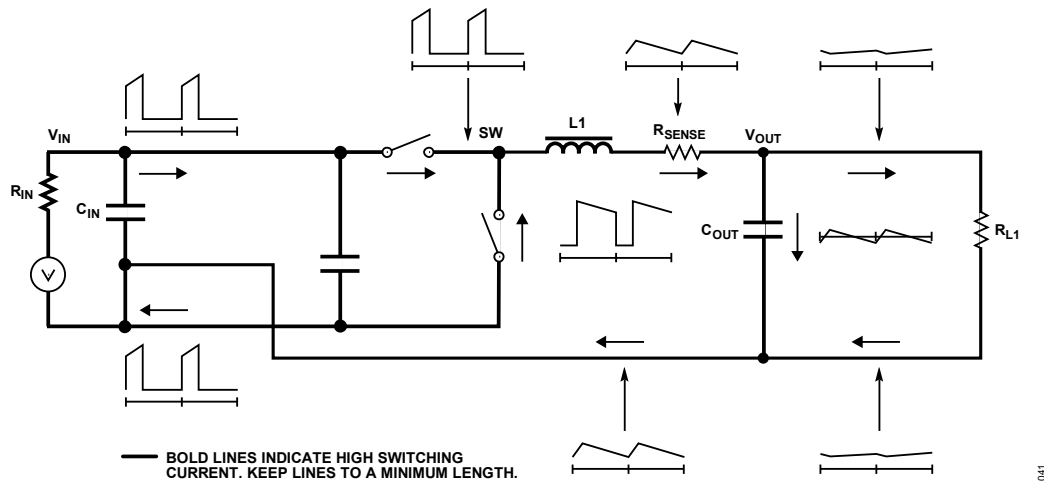 SW
L1
RSENSE
VOUT
VIN
RIN
CIN
V
COUT
RL1
BOLD LINES INDICATE HIGH SWITCHING
CURRENT. KEEP LINES TO A MINIMUM LENGTH.
041